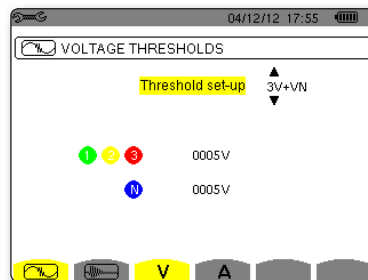 04/12/12 17:55
VOLTAGE THRESHOLDS
Threshold set-up 3V+VN
1 2 3 0005V
N 0005V
V A